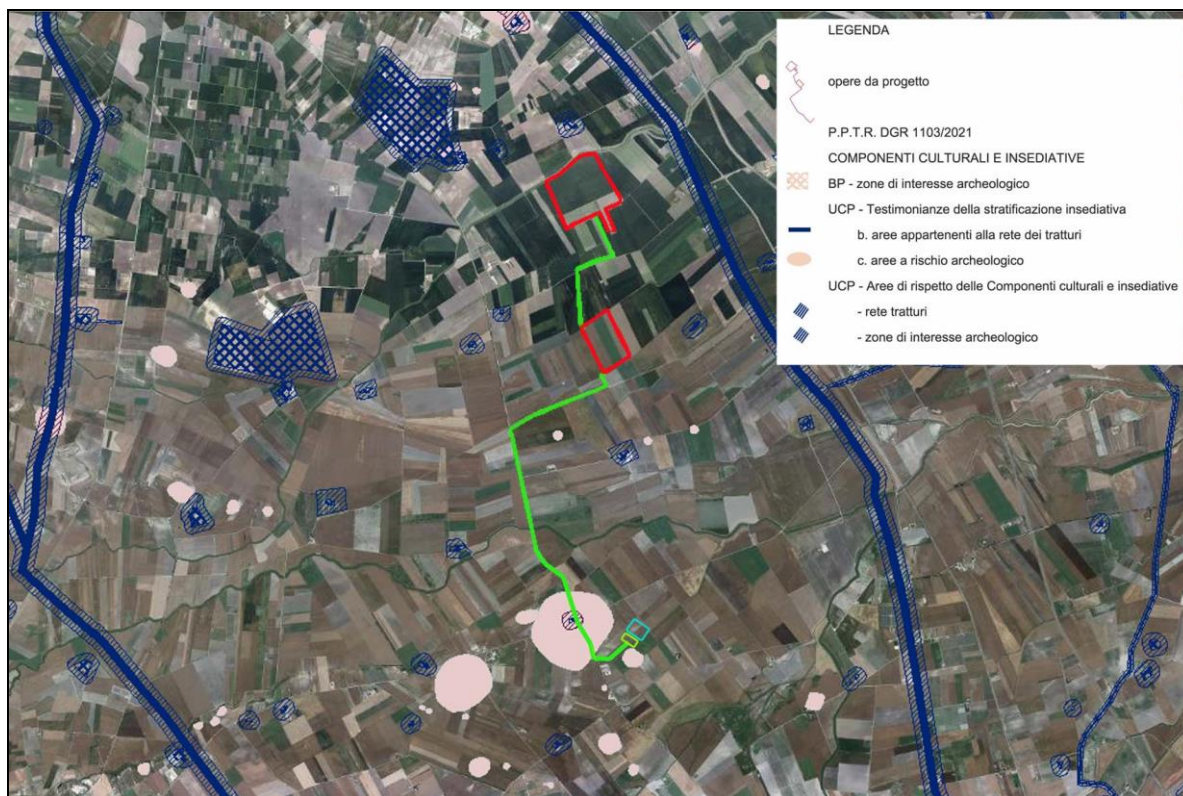 LEGENDA
opere da progetto
P.P.T.R. DGR 1103/2021
COMPONENTI CULTURALI E INSEDIATIVE
BP - zone di interesse archeologico
UCP - Testimonianze della stratificazione insediativa
b. aree appartenenti alla rete dei tratturi
c. aree a rischio archeologico
UCP - Aree di rispetto delle Componenti culturali e insediative
- rete tratturi
- zone di interesse archeologico